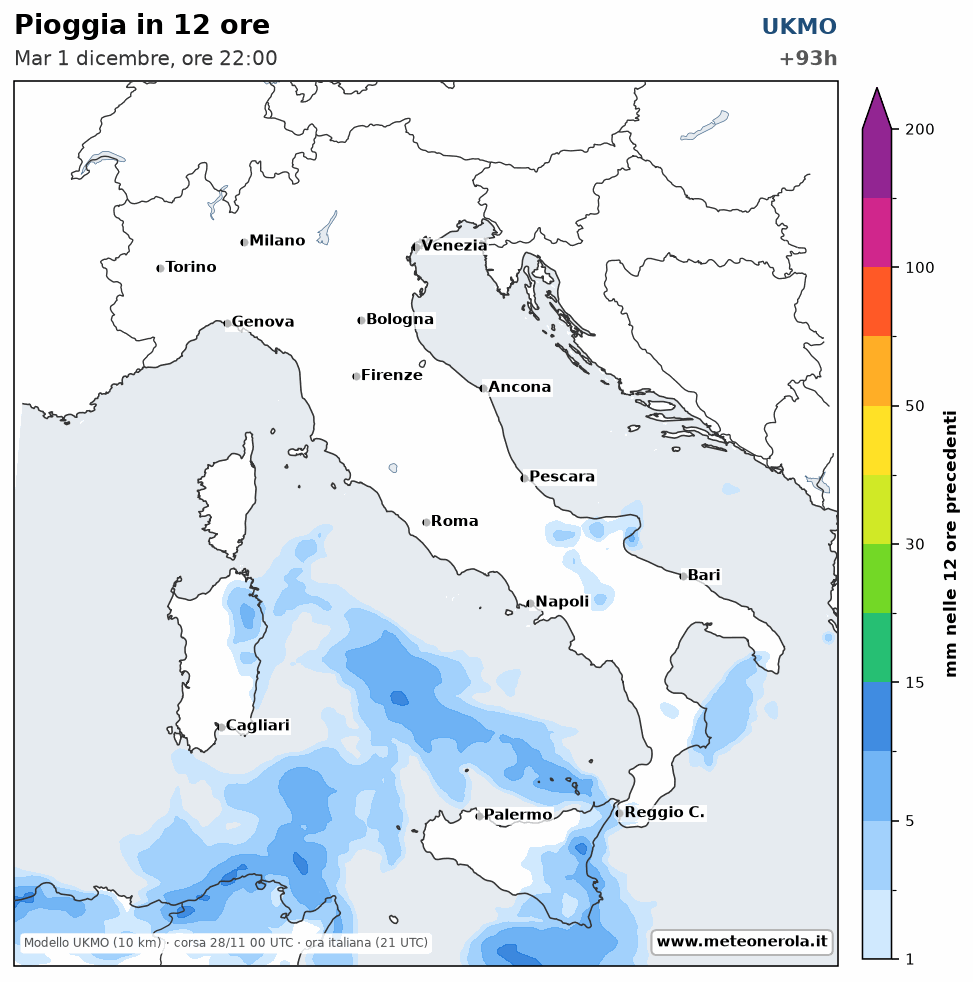 Pioggia in 12 ore
UKMO
Mar 1 dicembre, ore 22:00
+93h
200
100
50
30
15
5
1
mm nelle 12 ore precedenti
Milano
Venezia
Torino
Genova
Bologna
Firenze
Ancona
Pescara
Roma
Bari
Napoli
Cagliari
Palermo
Reggio C.
Modello UKMO (10 km) · corsa 28/11 00 UTC · ora italiana (21 UTC)
www.meteonerola.it